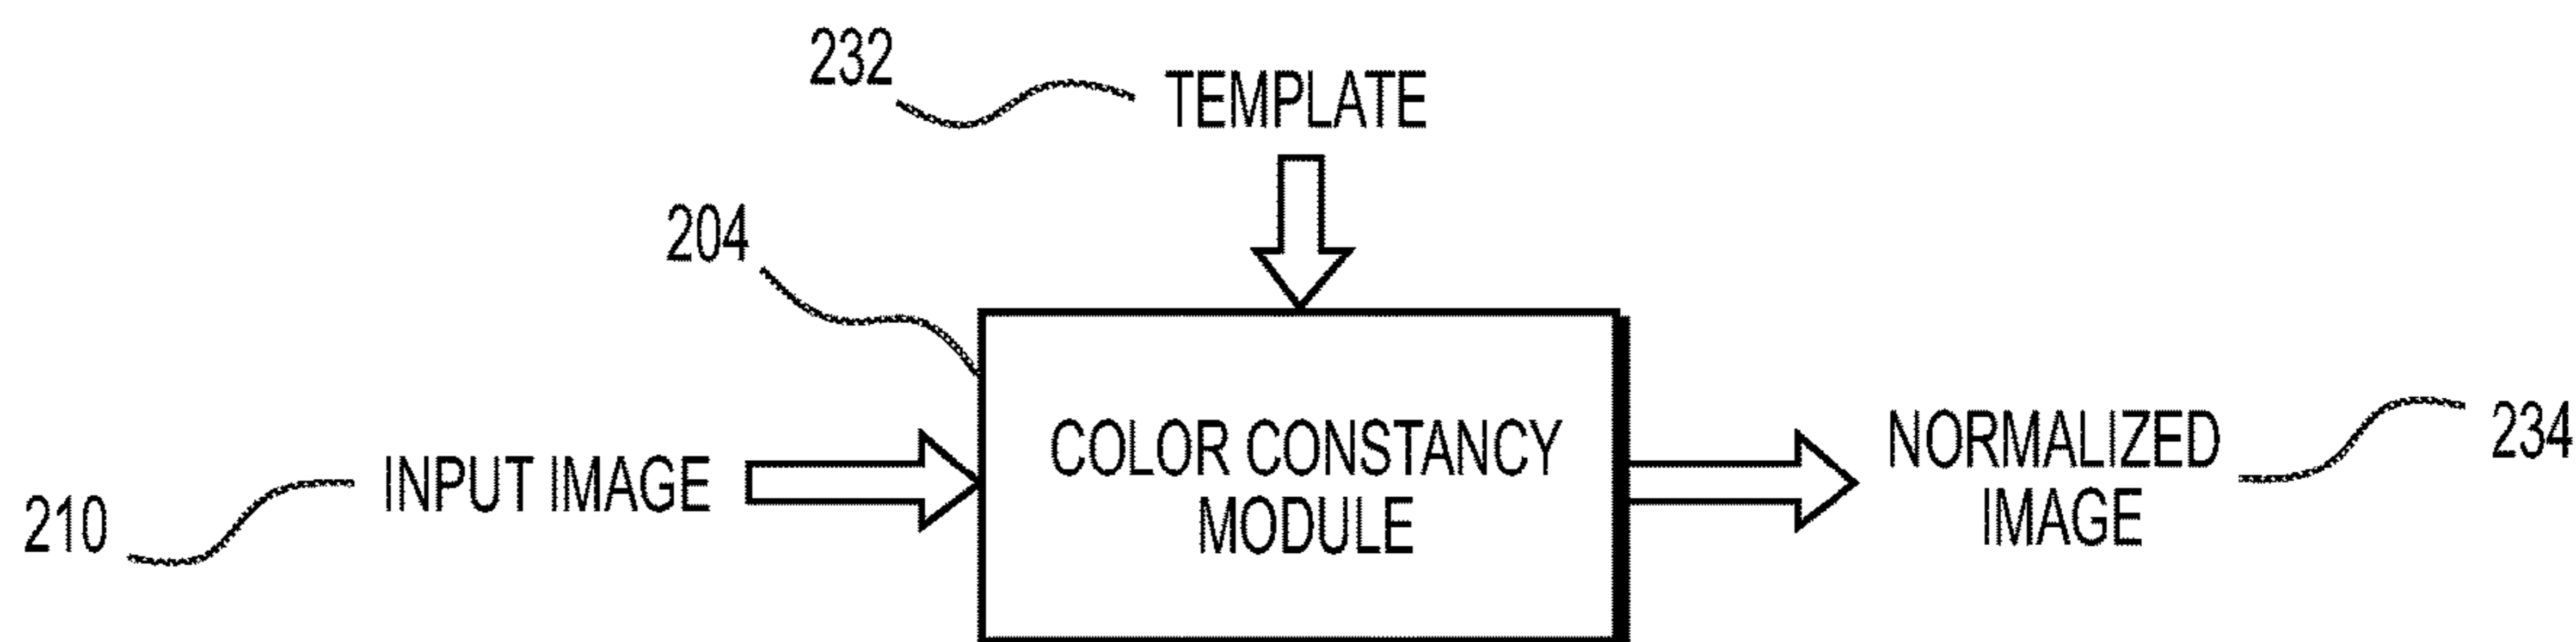 232
TEMPLATE
204
210
INPUT IMAGE
COLOR CONSTANCY
MODULE
NORMALIZED
IMAGE
234